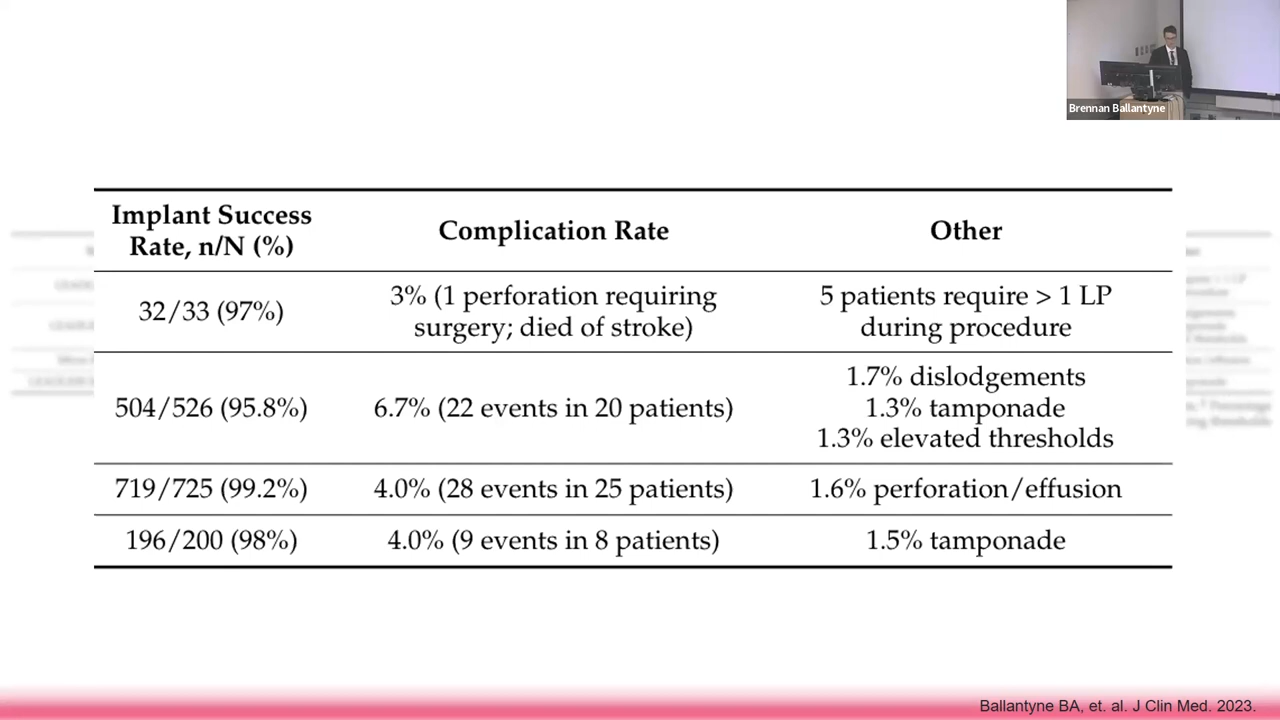 Brennan Ballantyne
Implant Success
Rate, n/N (%)
Complication Rate
Other
32/33 (97%)
3% (1 perforation requiring
surgery; died of stroke)
5 patients require > 1 LP
during procedure
504/526 (95.8%)
6.7% (22 events in 20 patients)
1.7% dislodgements
1.3% tamponade
1.3% elevated thresholds
719/725 (99.2%)
4.0% (28 events in 25 patients)
1.6% perforation/effusion
196/200 (98%)
4.0% (9 events in 8 patients)
1.5% tamponade
Ballantyne BA, et. al. J Clin Med. 2023.